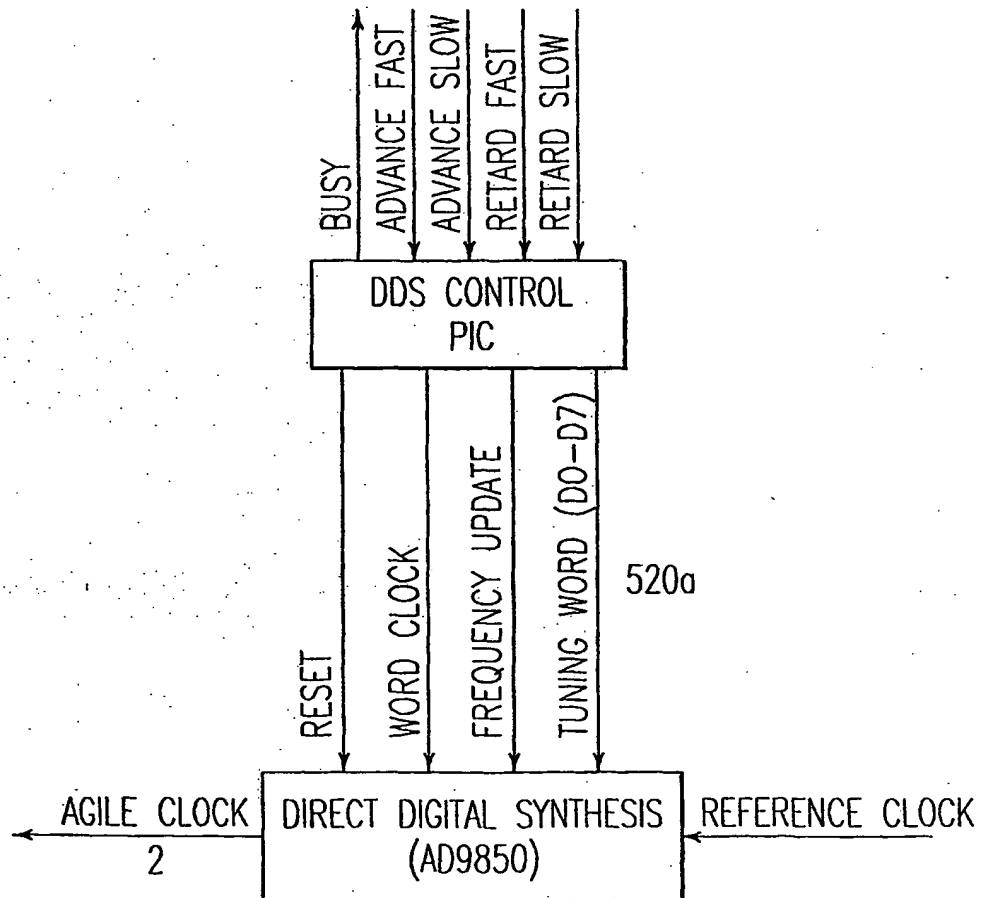 BUSY
ADVANCE FAST
ADVANCE SLOW
RETARD FAST
RETARD SLOW
DDS CONTROL
PIC
RESET
WORD CLOCK
FREQUENCY UPDATE
TUNING WORD (D0-D7)
520a
AGILE CLOCK
2
DIRECT DIGITAL SYNTHESIS
(AD9850)
REFERENCE CLOCK